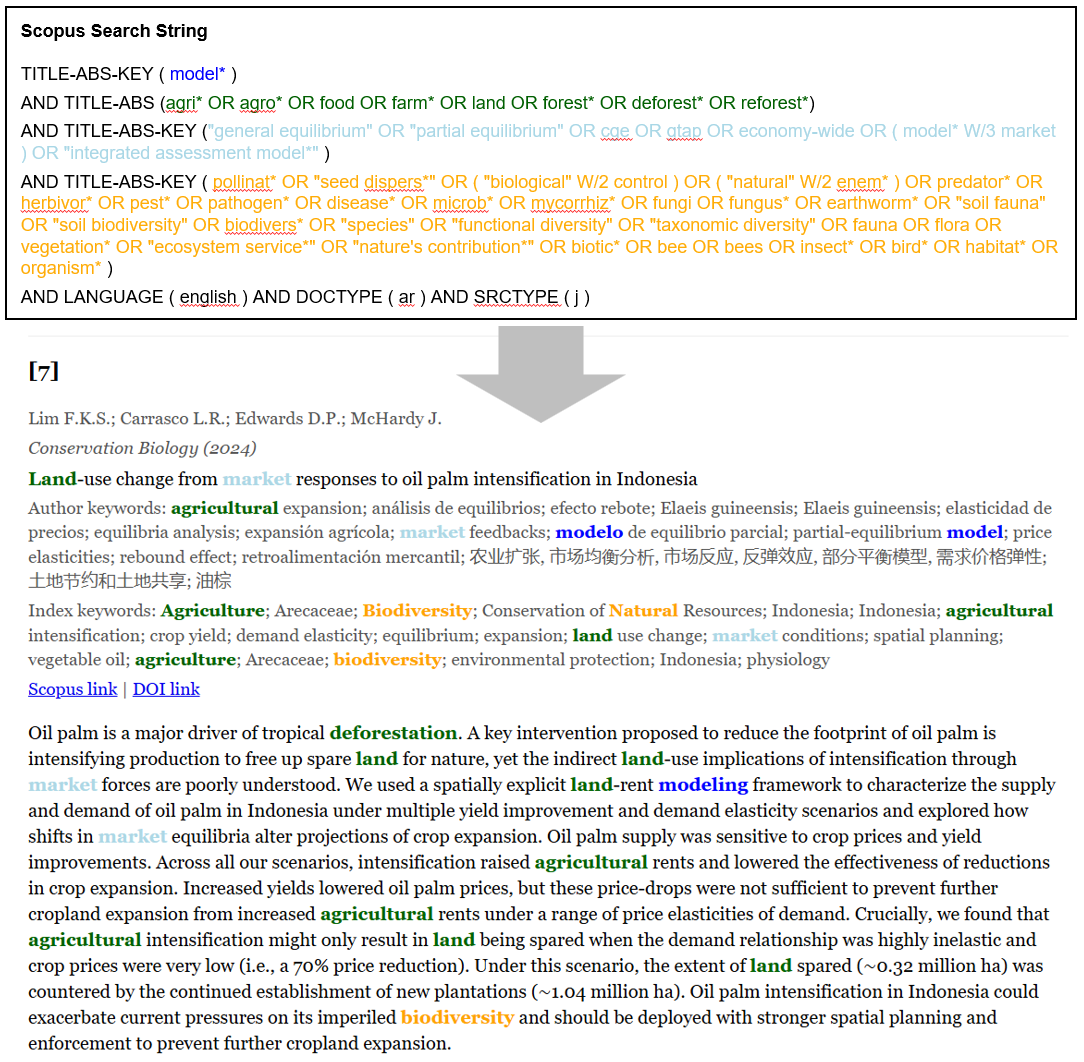 Scopus Search String
TITLE-ABS-KEY ( model* )
AND TITLE-ABS (agri* OR agro* OR food OR farm* OR land OR forest* OR deforest* OR reforest*)
AND TITLE-ABS-KEY ("general equilibrium" OR "partial equilibrium" OR cge OR gtap OR economy-wide OR ( model* W/3 market
) OR "integrated assessment model*" )
AND TITLE-ABS-KEY ( pollinat* OR "seed dispers*" OR ( "biological" W/2 control ) OR ( "natural" W/2 enem* ) OR predator* OR
herbivor* OR pest* OR pathogen* OR disease* OR microb* OR mycorrhiz* OR fungi OR fungus* OR earthworm* OR "soil fauna"
OR "soil biodiversity" OR biodivers* OR "species" OR "functional diversity" OR "taxonomic diversity" OR fauna OR flora OR
vegetation* OR "ecosystem service*" OR "nature's contribution*" OR biotic* OR bee OR bees OR insect* OR bird* OR habitat* OR
organism* )
AND LANGUAGE ( english ) AND DOCTYPE ( ar ) AND SRCTYPE ( j )
[7]
Lim F.K.S.; Carrasco L.R.; Edwards D.P.; McHardy J.
Conservation Biology (2024)
Land-use change from market responses to oil palm intensification in Indonesia
Author keywords: agricultural expansion; análisis de equilibrios; efecto rebote; Elaeis guineensis; Elaeis guineensis; elasticidad de
precios; equilibria analysis; expansión agrícola; market feedbacks; modelo de equilibrio parcial; partial-equilibrium model; price
elasticities; rebound effect; retroalimentación mercantil; 农业扩张, 市场均衡分析, 市场反应, 反弹效应, 部分平衡模型, 需求价格弹性;
土地节约和土地共享; 油棕
Index keywords: Agriculture; Arecaceae; Biodiversity; Conservation of Natural Resources; Indonesia; Indonesia; agricultural
intensification; crop yield; demand elasticity; equilibrium; expansion; land use change; market conditions; spatial planning;
vegetable oil; agriculture; Arecaceae; biodiversity; environmental protection; Indonesia; physiology
Scopus link | DOI link
Oil palm is a major driver of tropical deforestation. A key intervention proposed to reduce the footprint of oil palm is
intensifying production to free up spare land for nature, yet the indirect land-use implications of intensification through
market forces are poorly understood. We used a spatially explicit land-rent modeling framework to characterize the supply
and demand of oil palm in Indonesia under multiple yield improvement and demand elasticity scenarios and explored how
shifts in market equilibria alter projections of crop expansion. Oil palm supply was sensitive to crop prices and yield
improvements. Across all our scenarios, intensification raised agricultural rents and lowered the effectiveness of reductions
in crop expansion. Increased yields lowered oil palm prices, but these price-drops were not sufficient to prevent further
cropland expansion from increased agricultural rents under a range of price elasticities of demand. Crucially, we found that
agricultural intensification might only result in land being spared when the demand relationship was highly inelastic and
crop prices were very low (i.e., a 70% price reduction). Under this scenario, the extent of land spared (~0.32 million ha) was
countered by the continued establishment of new plantations (~1.04 million ha). Oil palm intensification in Indonesia could
exacerbate current pressures on its imperiled biodiversity and should be deployed with stronger spatial planning and
enforcement to prevent further cropland expansion.